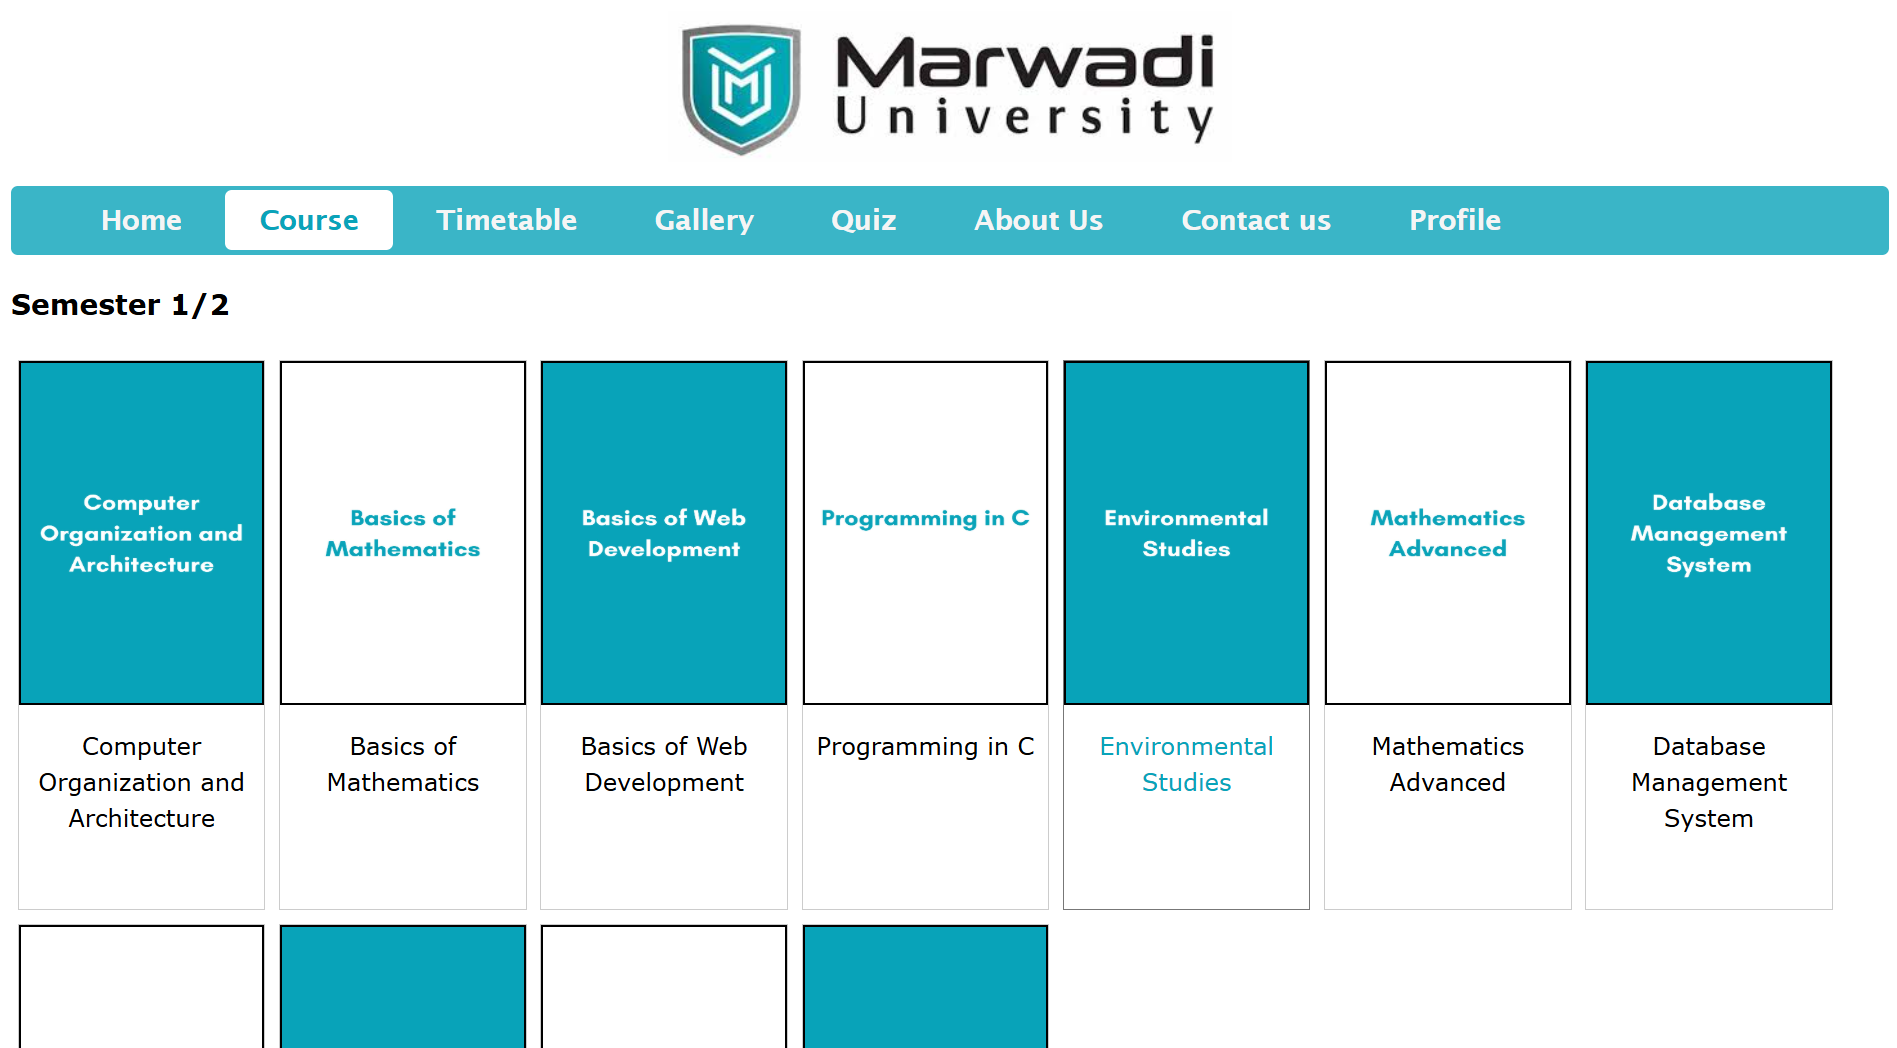 Marwadi
University
Home Course Timetable Gallery Quiz About Us Contact us Profile
Semester 1/2
Computer
Organization and
Architecture
Basics of
Mathematics
Basics of Web
Development
Programming in C
Environmental
Studies
Mathematics
Advanced
Database
Management
System
Computer
Organization and
Architecture
Basics of
Mathematics
Basics of Web
Development
Programming in C
Environmental
Studies
Mathematics
Advanced
Database
Management
System